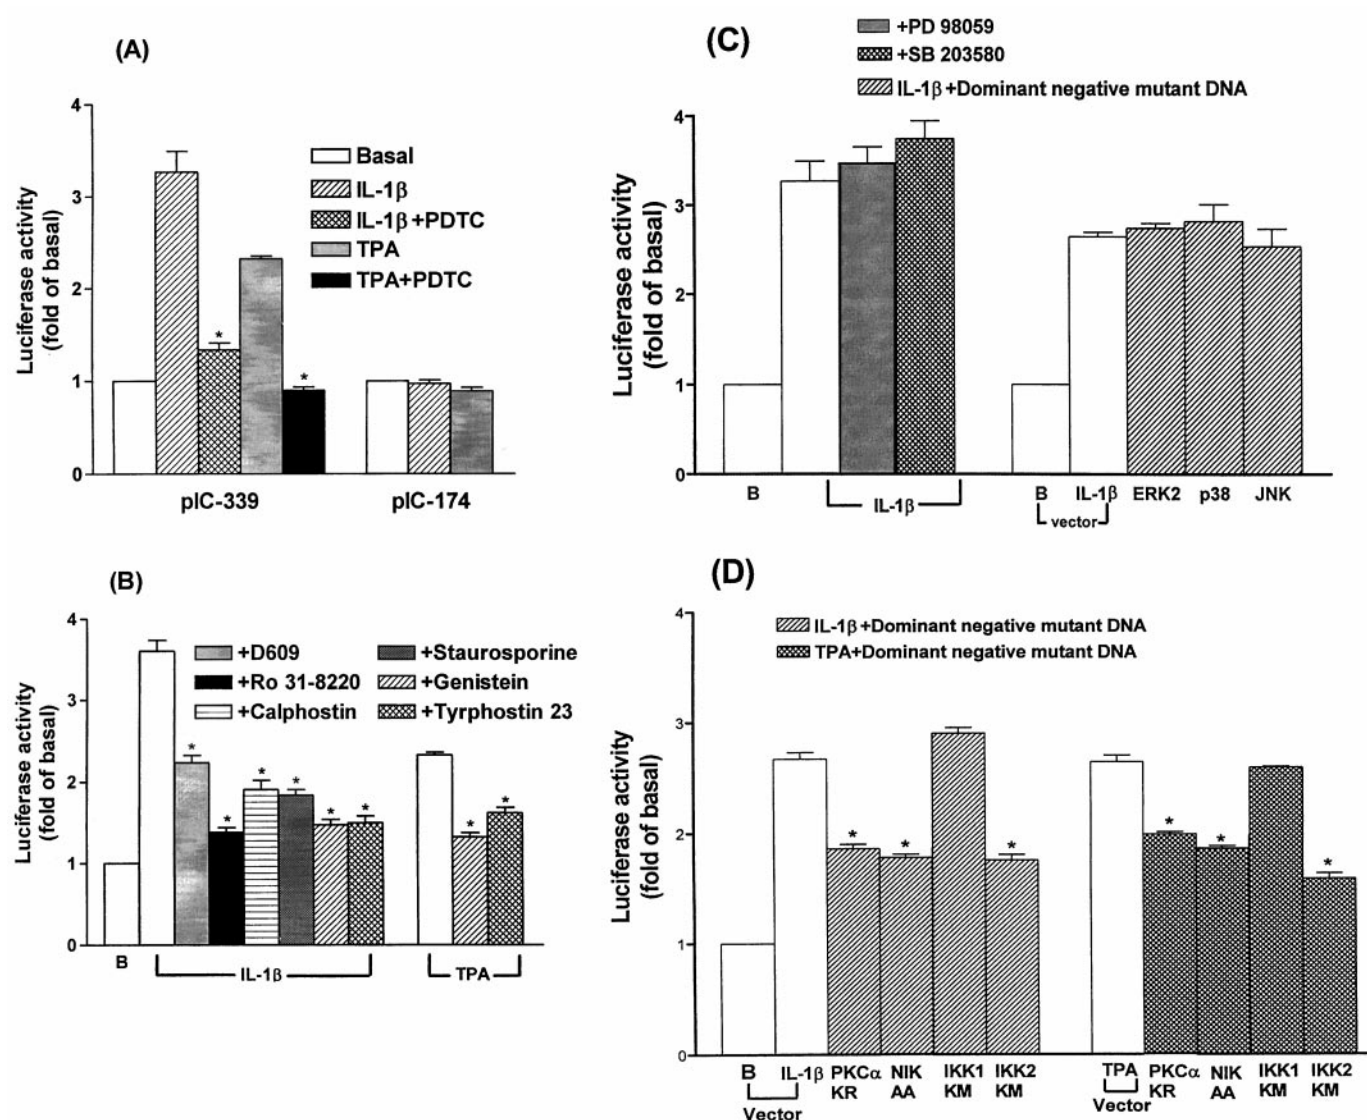 (A)
Luciferase activity
(fold of basal)
4
3
2
1
0
Basal
IL-1β
IL-1β+PDTC
TPA
TPA+PDTC
*
*
pIC-339
pIC-174
(B)
Luciferase activity
(fold of basal)
4
3
2
1
0
+D609
+Ro 31-8220
+Calphostin
+Staurosporine
+Genistein
+Tyrphostin 23
*
*
*
*
*
*
*
*
B
IL-1β
TPA
(C)
+PD 98059
+SB 203580
IL-1β+Dominant negative mutant DNA
Luciferase activity
(fold of basal)
4
3
2
1
0
B
IL-1β
B
IL-1β
ERK2
p38
JNK
vector
(D)
IL-1β+Dominant negative mutant DNA
TPA+Dominant negative mutant DNA
Luciferase activity
(fold of basal)
4
3
2
1
0
*
*
*
*
*
*
B IL-1β PKCα NIK IKK1 IKK2 TPA PKCα NIK IKK1 IKK2
KR AA KM KM KR AA KM KM
Vector Vector